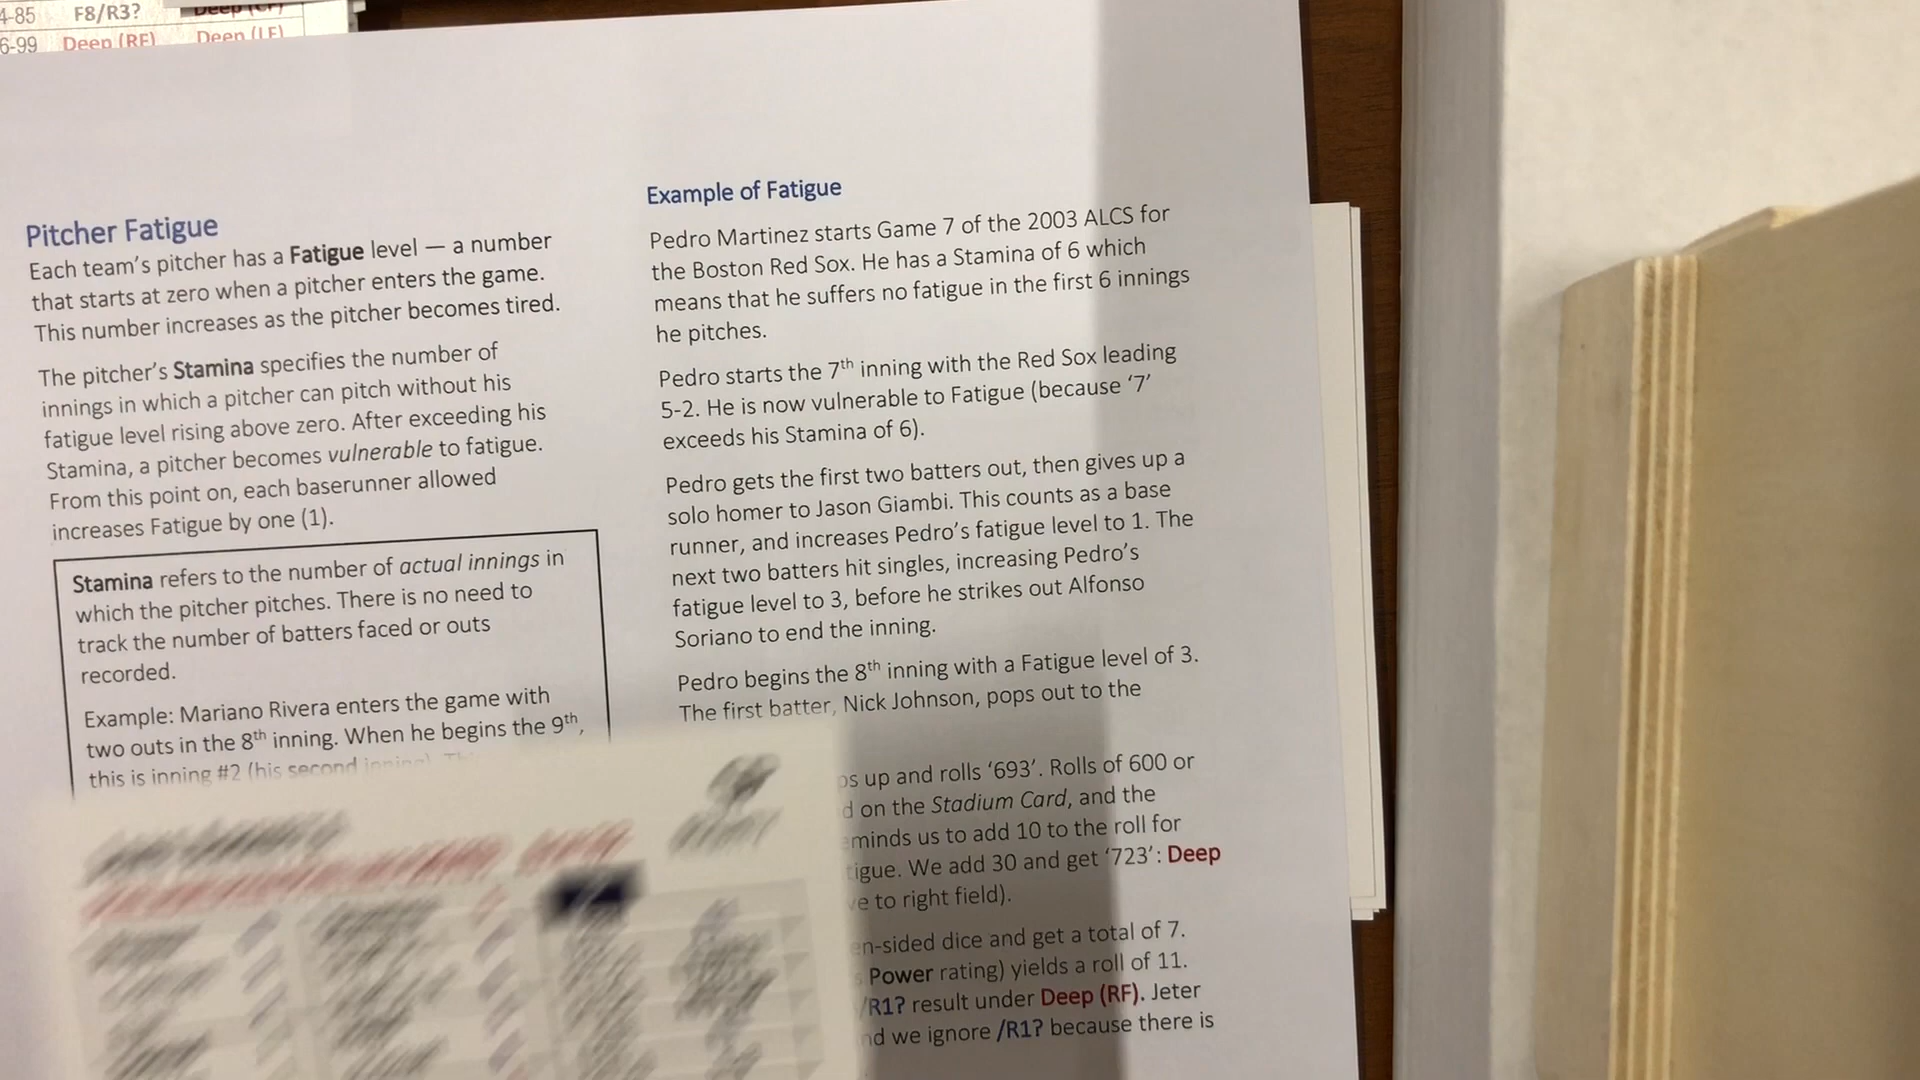 4-85 F8/R3? Deep (CF)
6-99 Deep (RF) Deep (LF)
Pitcher Fatigue
Each team's pitcher has a Fatigue level — a number
that starts at zero when a pitcher enters the game.
This number increases as the pitcher becomes tired.
The pitcher's Stamina specifies the number of
innings in which a pitcher can pitch without his
fatigue level rising above zero. After exceeding his
Stamina, a pitcher becomes vulnerable to fatigue.
From this point on, each baserunner allowed
increases Fatigue by one (1).
Stamina refers to the number of actual innings in
which the pitcher pitches. There is no need to
track the number of batters faced or outs
recorded.
Example: Mariano Rivera enters the game with
two outs in the 8th inning. When he begins the 9th,
this is inning #2 (his second inning).
Example of Fatigue
Pedro Martinez starts Game 7 of the 2003 ALCS for
the Boston Red Sox. He has a Stamina of 6 which
means that he suffers no fatigue in the first 6 innings
he pitches.
Pedro starts the 7th inning with the Red Sox leading
5-2. He is now vulnerable to Fatigue (because '7'
exceeds his Stamina of 6).
Pedro gets the first two batters out, then gives up a
solo homer to Jason Giambi. This counts as a base
runner, and increases Pedro's fatigue level to 1. The
next two batters hit singles, increasing Pedro's
fatigue level to 3, before he strikes out Alfonso
Soriano to end the inning.
Pedro begins the 8th inning with a Fatigue level of 3.
The first batter, Nick Johnson, pops out to the
up and rolls '693'. Rolls of 600 or
on the Stadium Card, and the
us to add 10 to the roll for
We add 30 and get '723': Deep
to right field).
dice and get a total of 7.
Power rating) yields a roll of 11.
/R1? result under Deep (RF). Jeter
we ignore /R1? because there is